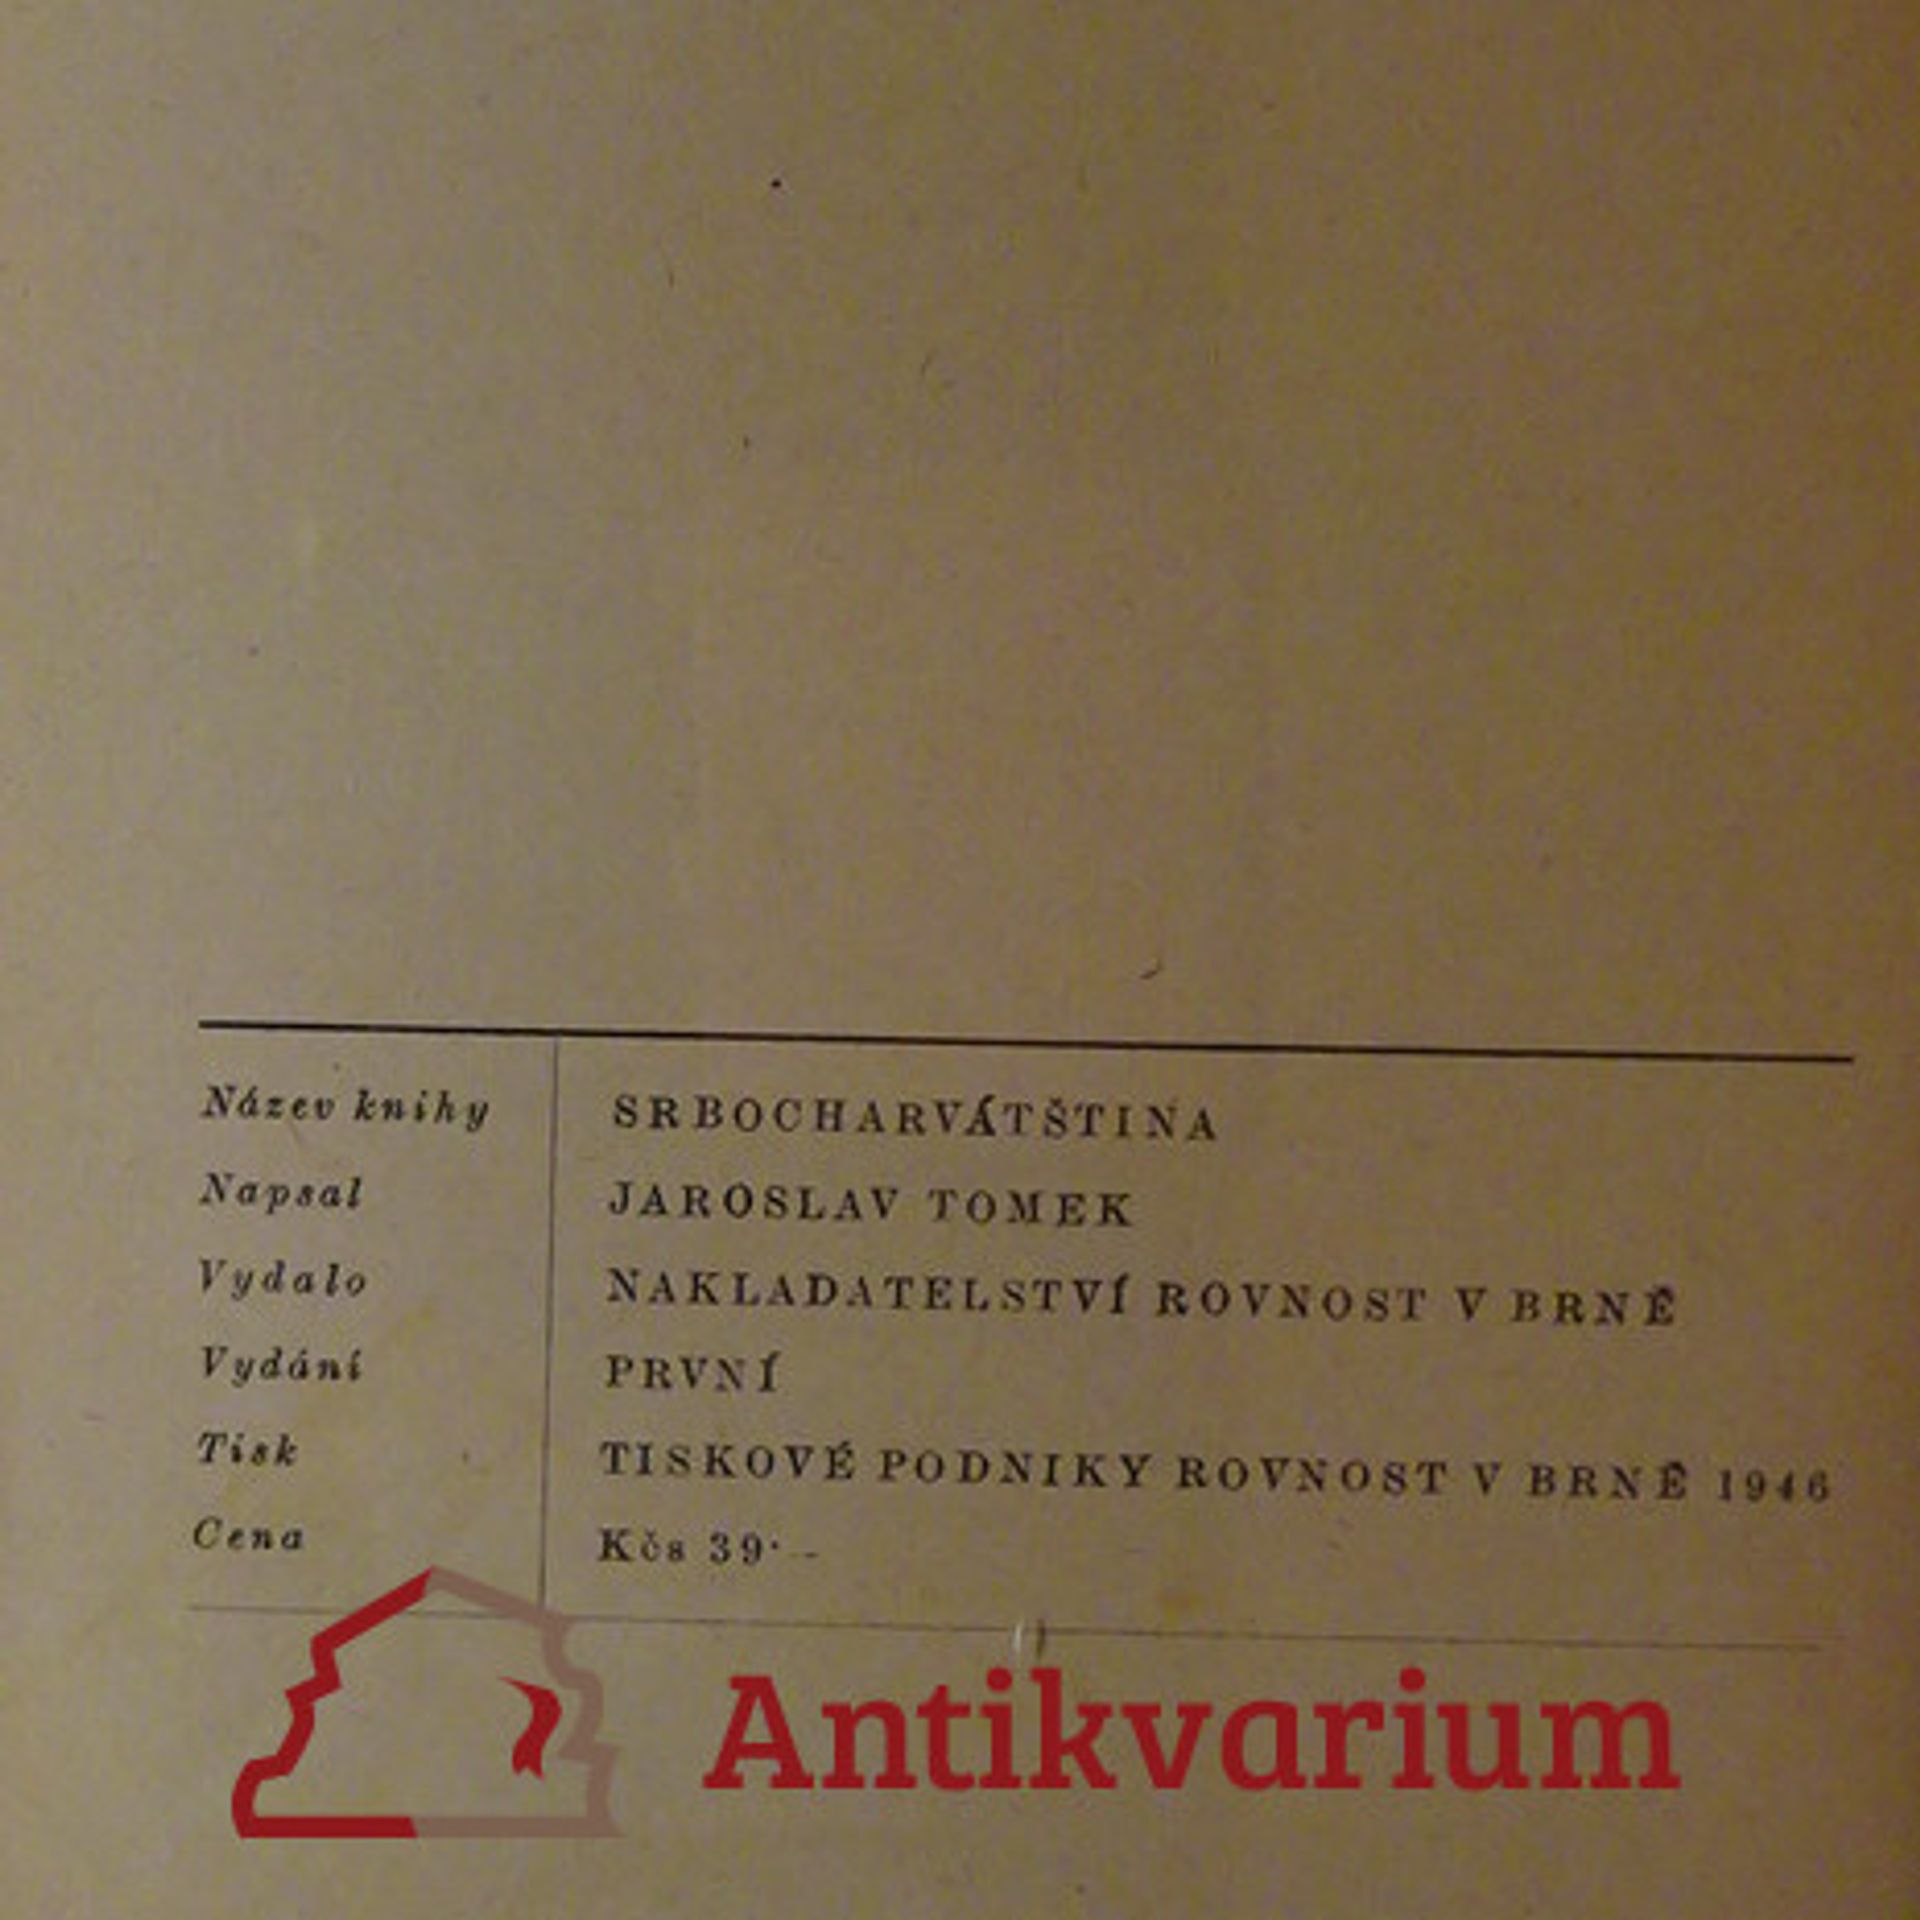 Název knihy SRBOCHARVÁTŠTINA
Napsal JAROSLAV TOMEK
Vydalo NAKLADATELSTVÍ ROVNOST V BRNĚ
Vydání PRVNÍ
Tisk TISKOVÉ PODNIKY ROVNOST V BRNĚ 1946
Cena Kčs 39·–
Antikvarium